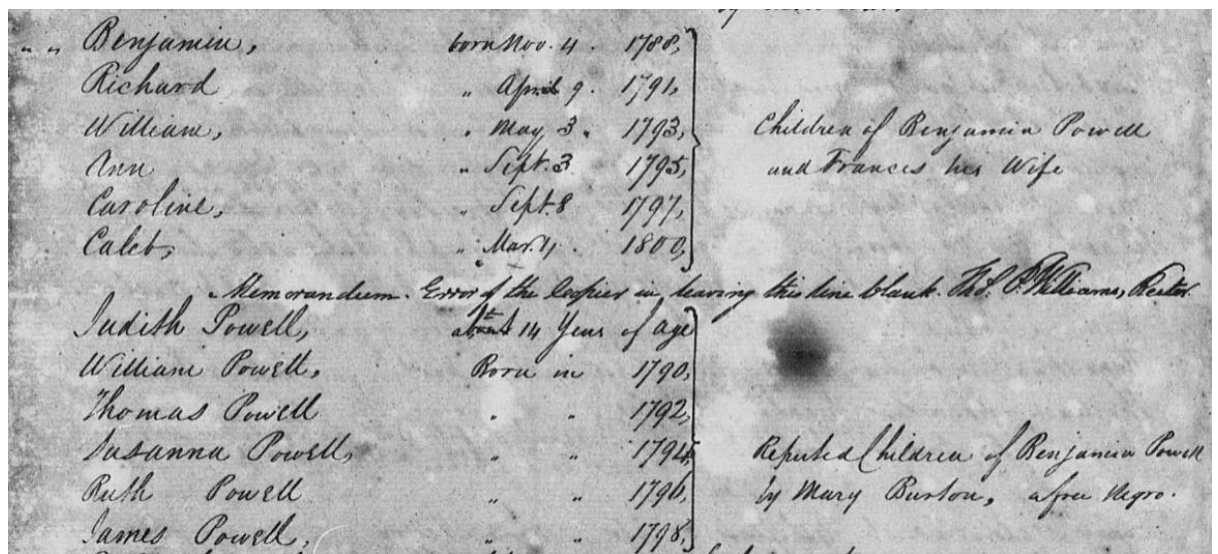 " " Benjamin, born Nov. 4. 1788,
Richard " April 9. 1791,
William, " May 3. 1793, Children of Benjamin Powell
Ann " Sept. 3 1795, and Frances his Wife
Caroline, " Sept. 8 1797,
Caleb, " Mar. 11. 1800,
Memorandum. Error of the Copier in leaving this line blank. Tho. P. Williams, Rector.
Judith Powell, about 14 Years of age
William Powell, Born in 1790,
Thomas Powell " " 1792,
Susanna Powell, " " 1794, Reputed Children of Benjamin Powell
Ruth Powell " " 1796, by Mary Burton, a free Negro.
James Powell, " " 1798,